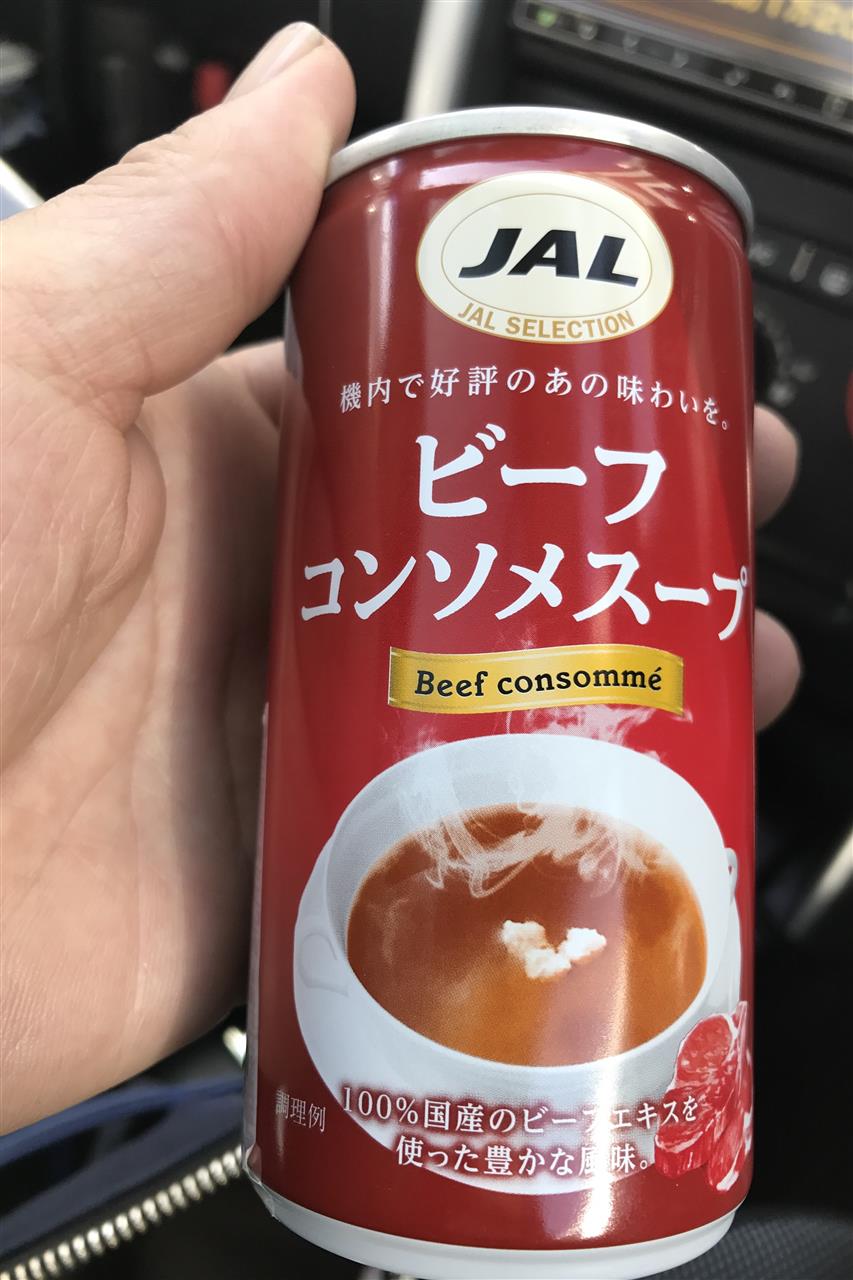 JAL
JAL SELECTION
機内で好評のあの味わいを。
ビーフ
コンソメスープ
Beef consommé
調理例
100%国産のビーフエキスを
使った豊かな風味。